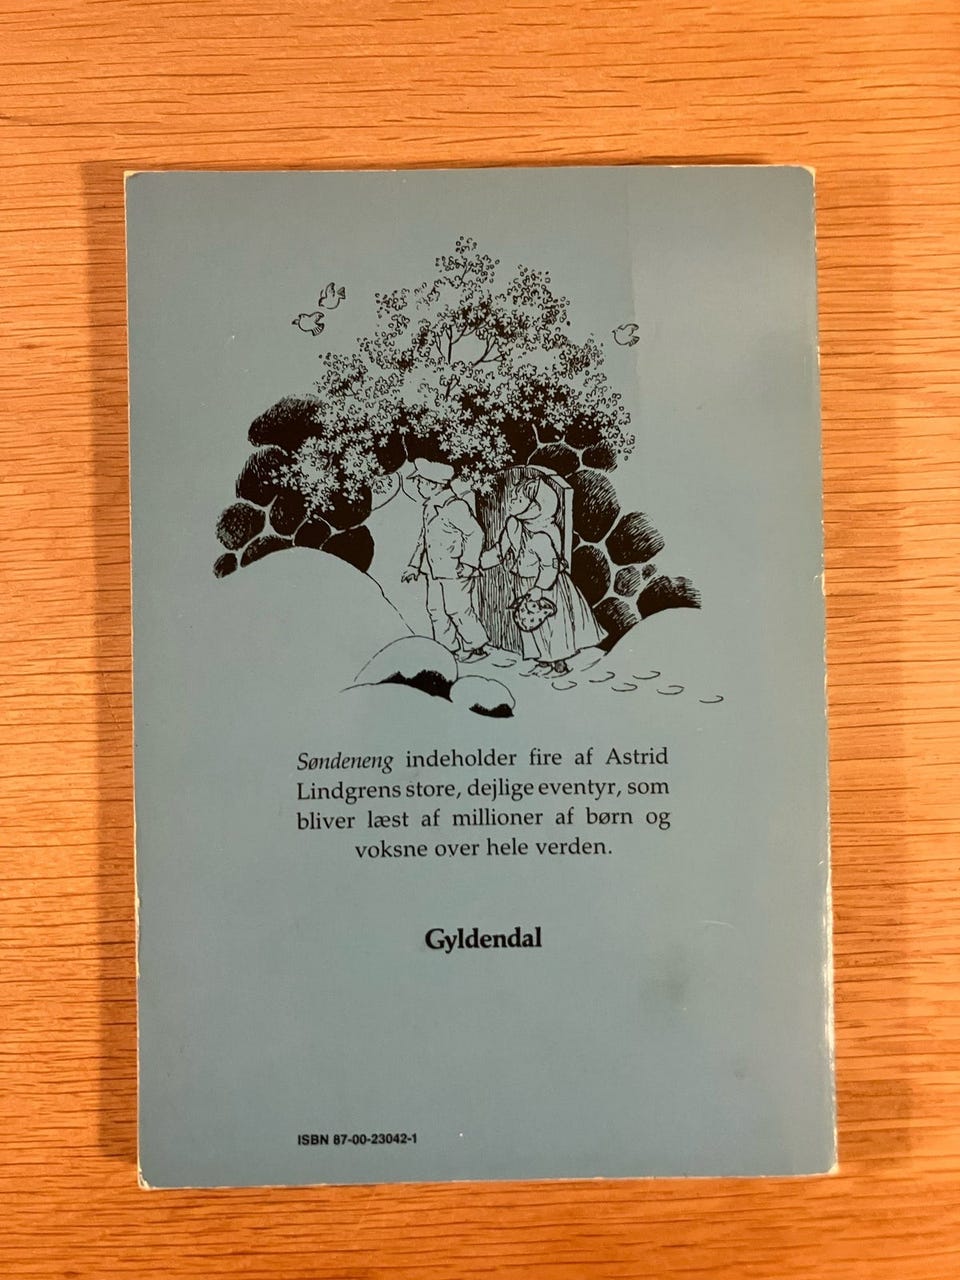 Søndeneng indeholder fire af Astrid
Lindgrens store, dejlige eventyr, som
bliver læst af millioner af børn og
voksne over hele verden.
Gyldendal
ISBN 87-00-23042-1